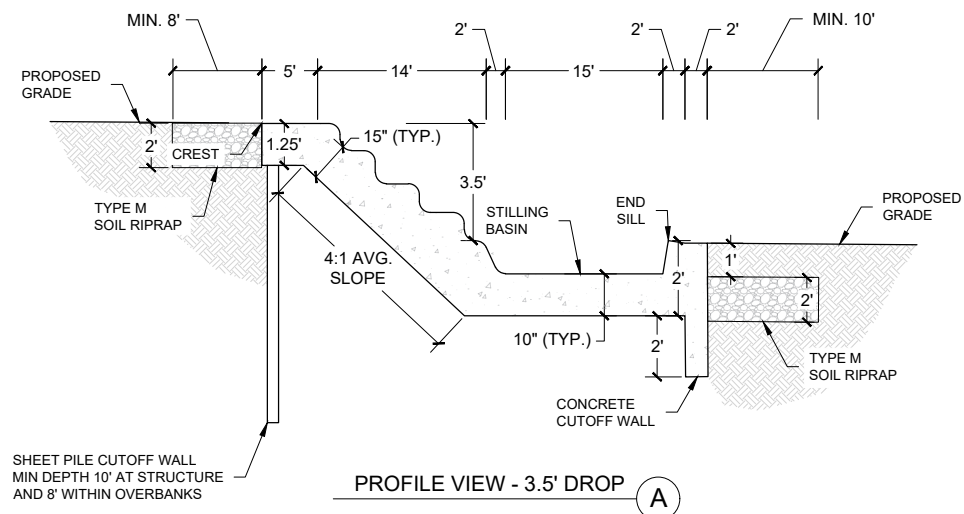 MIN. 8'
5'
14'
2'
15'
2'
2'
MIN. 10'
PROPOSED
GRADE
2'
CREST
1.25'
15" (TYP.)
3.5'
TYPE M
SOIL RIPRAP
4:1 AVG.
SLOPE
STILLING
BASIN
END
SILL
PROPOSED
GRADE
1'
2'
2'
10" (TYP.)
2'
TYPE M
SOIL RIPRAP
CONCRETE
CUTOFF WALL
SHEET PILE CUTOFF WALL
MIN DEPTH 10' AT STRUCTURE
AND 8' WITHIN OVERBANKS
PROFILE VIEW - 3.5' DROP
A